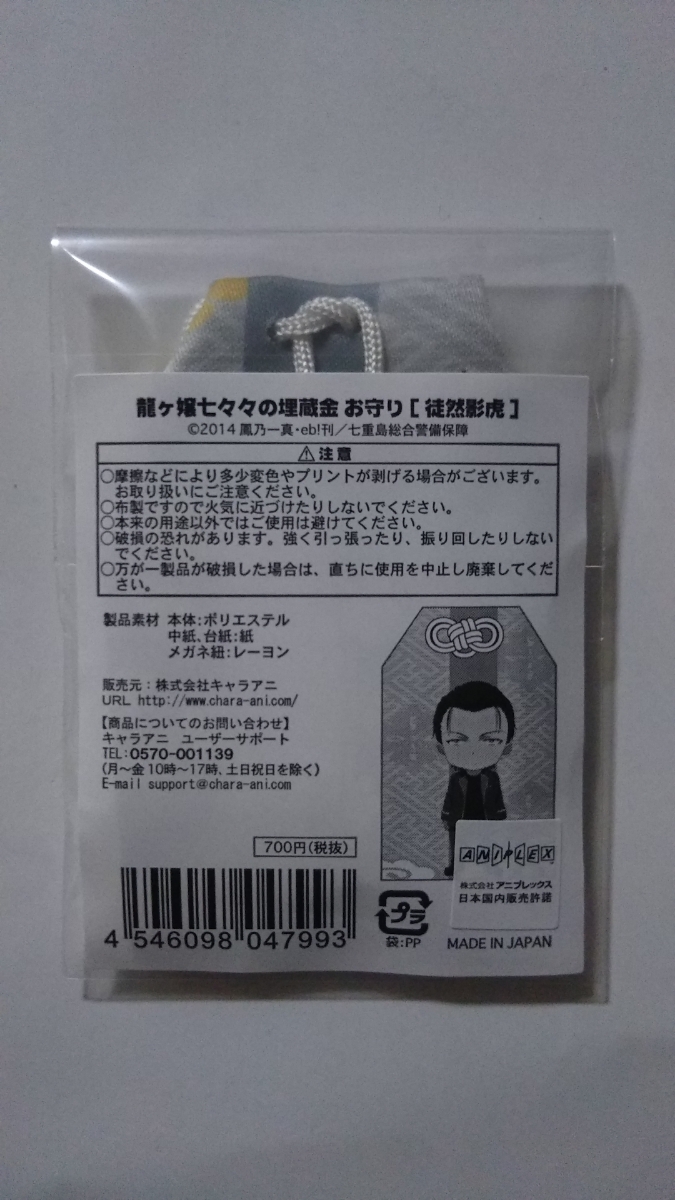 龍ヶ嬢七々々の埋蔵金 お守り [ 徒然影虎 ]
©2014 鳳乃一真・eb!刊／七重島総合警備保障
⚠注意
○摩擦などにより多少変色やプリントが剥げる場合がございます。
お取り扱いにご注意ください。
○布製ですので火気に近づけたりしないでください。
○本来の用途以外ではご使用は避けてください。
○破損の恐れがあります。強く引っ張ったり、振り回したりしない
でください。
○万が一製品が破損した場合は、直ちに使用を中止し廃棄してくだ
さい。
製品素材 本体:ポリエステル
中紙、台紙:紙
メガネ紐:レーヨン
販売元：株式会社キャラアニ
URL http://www.chara-ani.com/
【商品についてのお問い合わせ】
キャラアニ ユーザーサポート
TEL:0570-001139
(月〜金 10時〜17時、土日祝日を除く)
E-mail support@chara-ani.com
700円(税抜)
4 546098 047993
プラ
袋:PP
ANIPLEX
株式会社 アニプレックス
日本国内販売許諾
MADE IN JAPAN